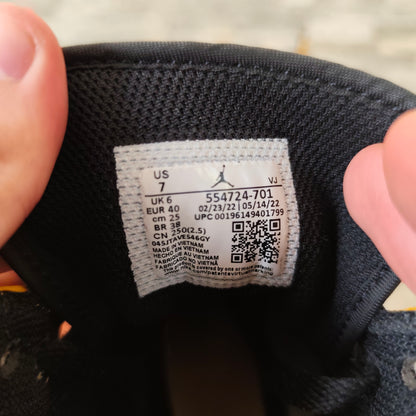 US
7
VJ
UK 6
554724-701
EUR 40
02/23/22 05/14/22
cm 25
UPC 00196149401799
BR 38
CN 250(2.5)
MADE IN VIETNAM
HECHO EN VIETNAM
FABRIQUE AU VIETNAM
FABRICADO NO VIETNÃ